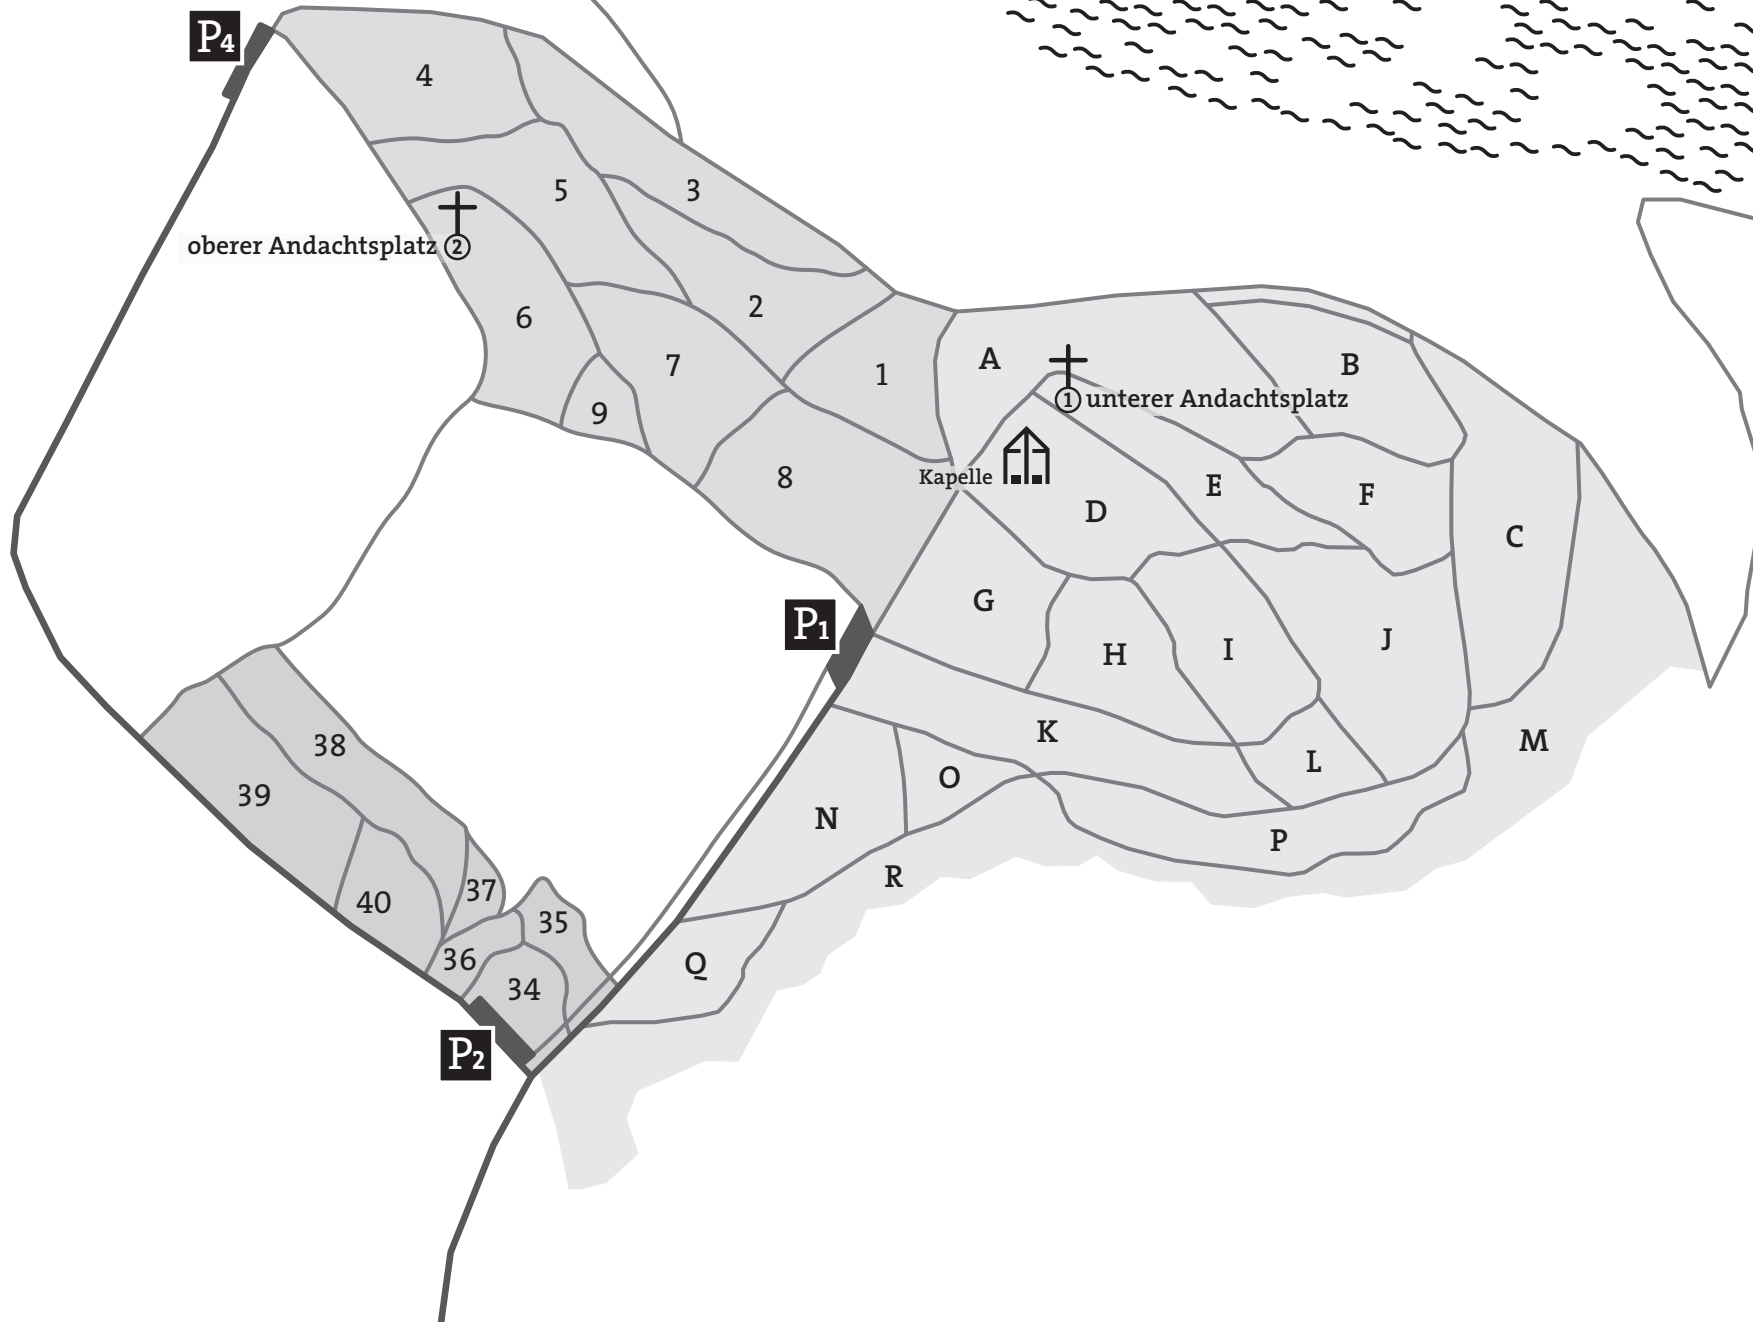 P4
4
5
3
oberer Andachtsplatz 2
6
2
7
1
9
8
A
B
1 unterer Andachtsplatz
Kapelle
D
E
F
C
P1
G
H
I
J
K
L
M
N
O
P
R
Q
38
39
37
40
35
36
34
P2